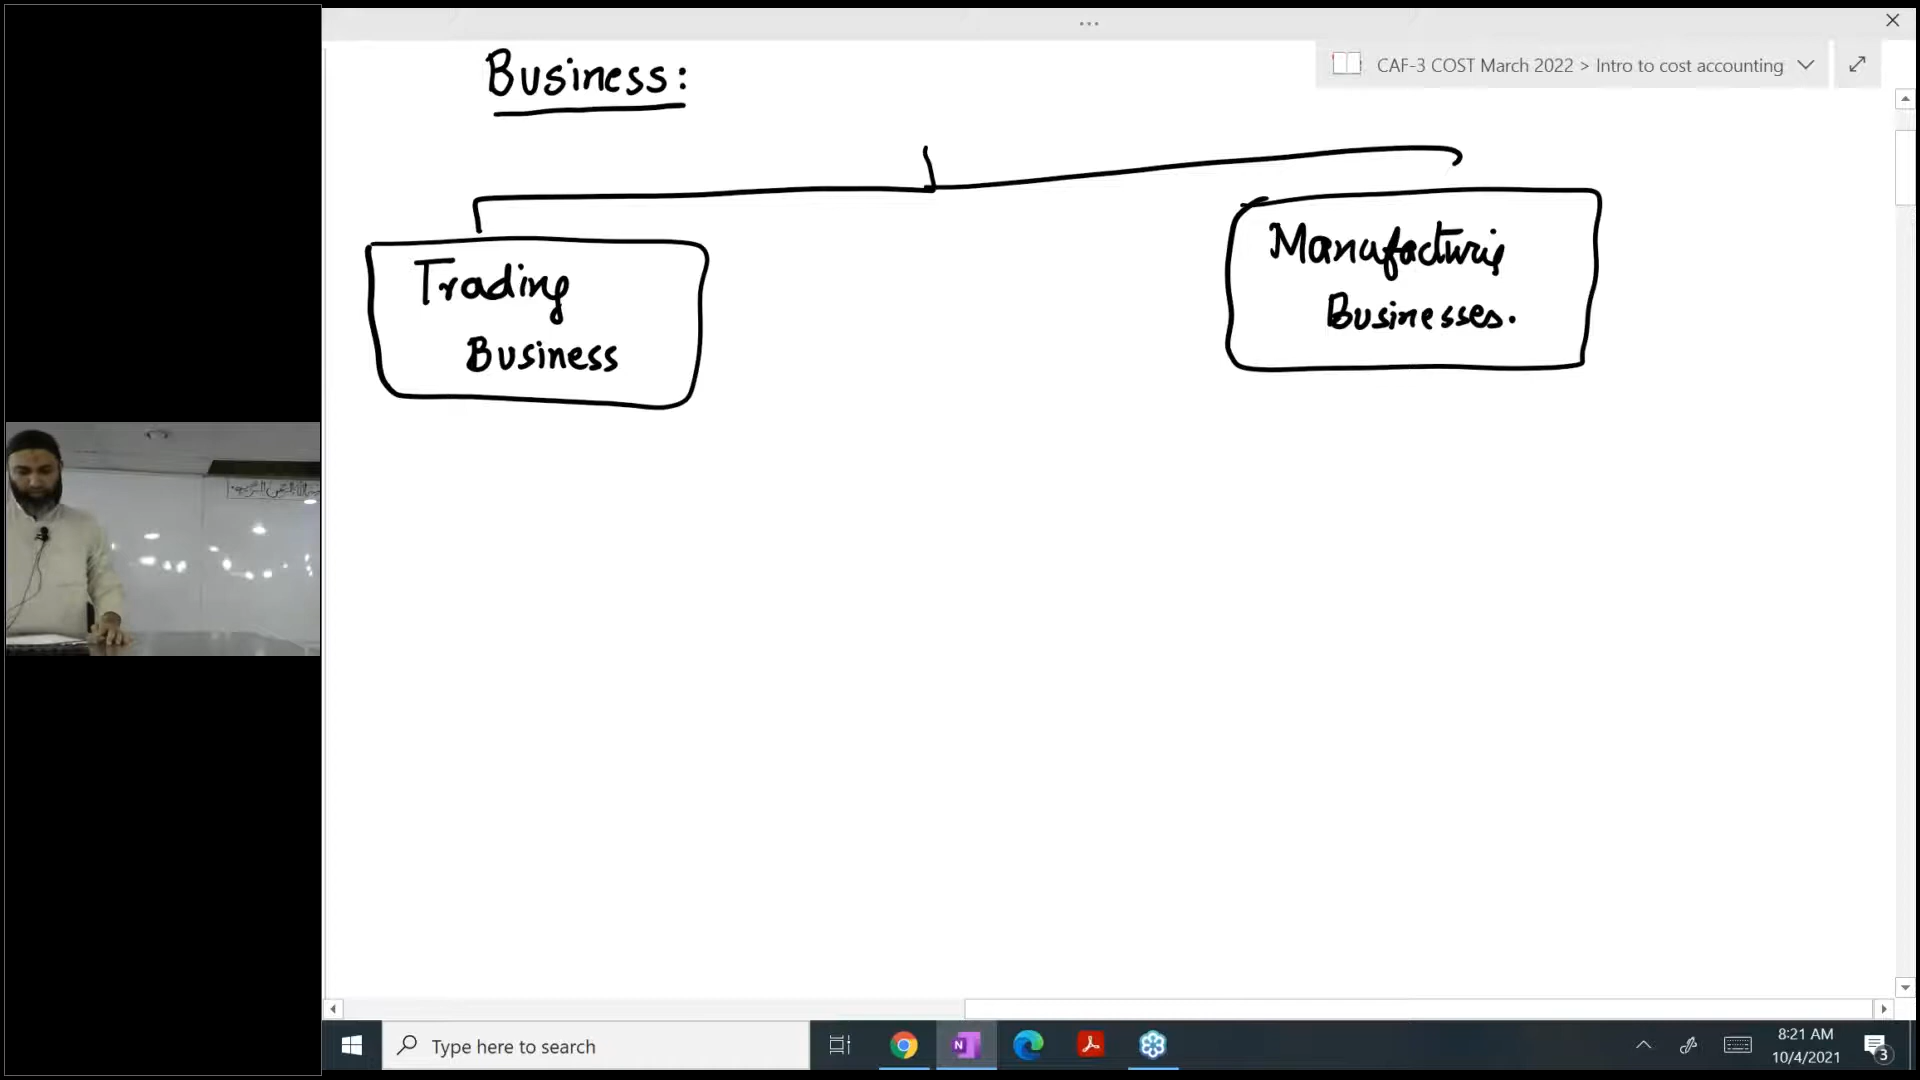 Business:
CAF-3 COST March 2022 > Intro to cost accounting
Trading
Business
Manufacturing
Businesses.
Type here to search
8:21 AM
10/4/2021
3